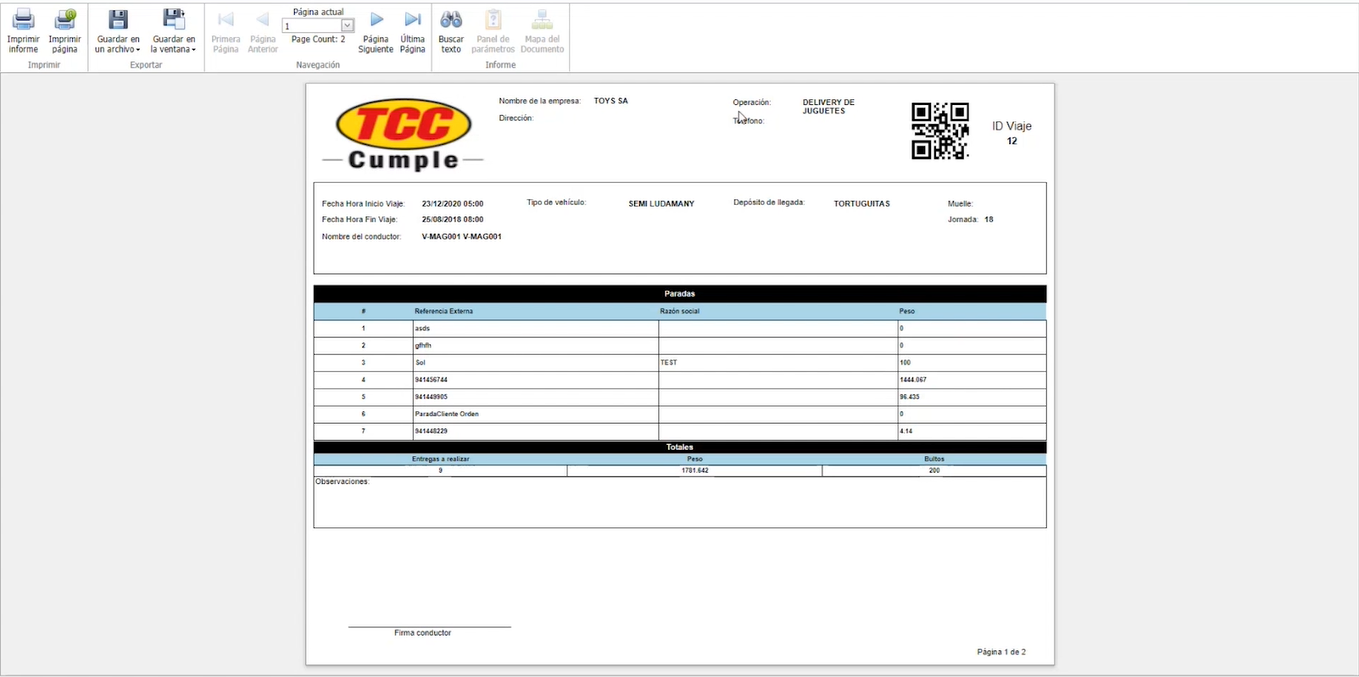 Imprimir informe
Imprimir página
Imprimir
Guardar en un archivo
Guardar en la ventana
Exportar
Primera Página
Página Anterior
Página actual
1
Page Count: 2
Página Siguiente
Última Página
Navegación
Buscar texto
Panel de parámetros
Mapa del Documento
Informe
TCC
Cumple
Nombre de la empresa: TOYS SA
Dirección:
Operación: DELIVERY DE JUGUETES
Teléfono:
ID Viaje
12
Fecha Hora Inicio Viaje: 23/12/2020 05:00
Fecha Hora Fin Viaje: 25/08/2018 08:00
Nombre del conductor: V-MAG001 V-MAG001
Tipo de vehículo: SEMI LUDAMANY
Depósito de llegada: TORTUGUITAS
Muelle:
Jornada: 18
Paradas
# Referencia Externa Razón social Peso
1 asds 0
2 gfhfh 0
3 Sol TEST 100
4 941456744 1444.067
5 941449905 96.435
6 ParadaCliente Orden 0
7 941448229 4.14
Totales
Entregas a realizar Peso Bultos
9 1781.642 200
Observaciones:
Firma conductor
Página 1 de 2